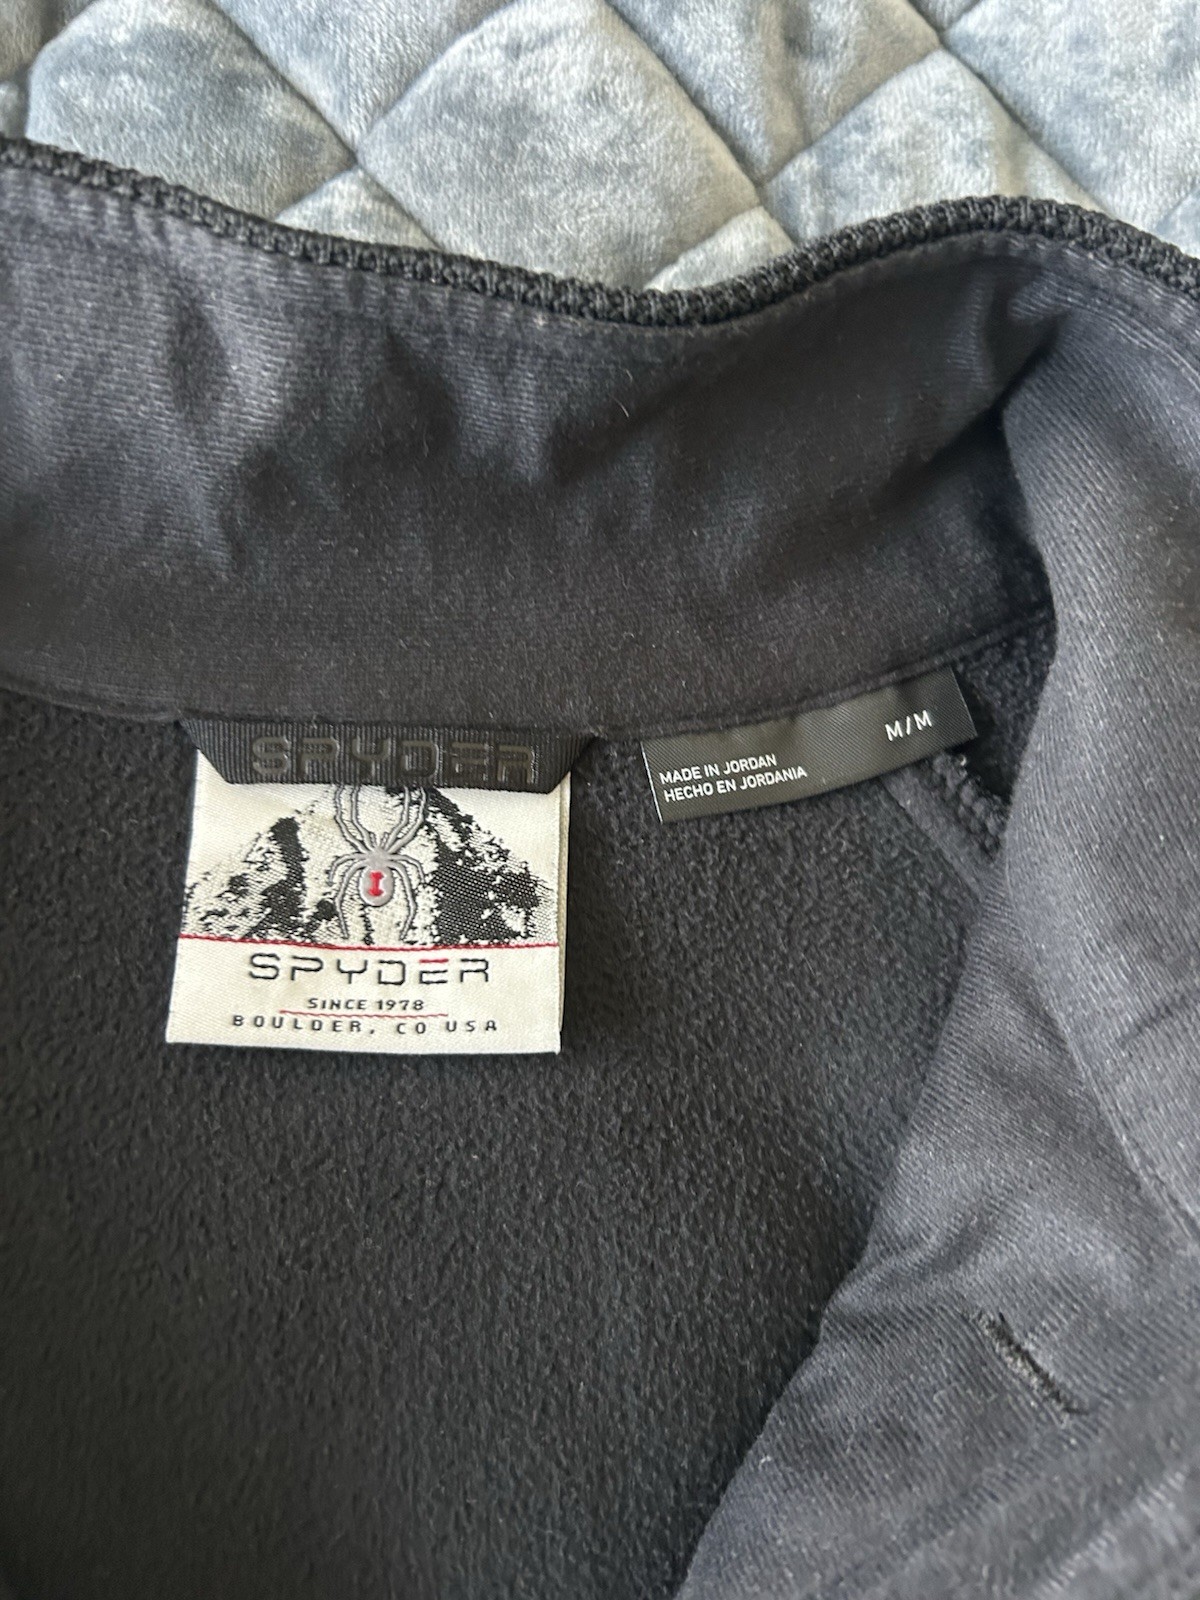 SPYDER
M/M
MADE IN JORDAN
HECHO EN JORDANIA
SPYDER
SINCE 1978
BOULDER, CO USA